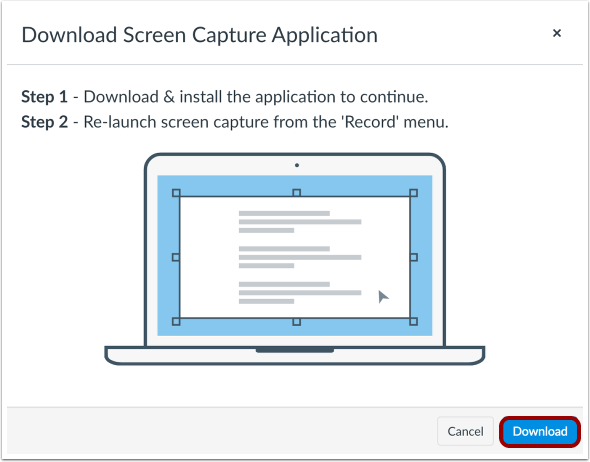 Download Screen Capture Application
×
Step 1 - Download & install the application to continue.
Step 2 - Re-launch screen capture from the 'Record' menu.
Cancel
Download